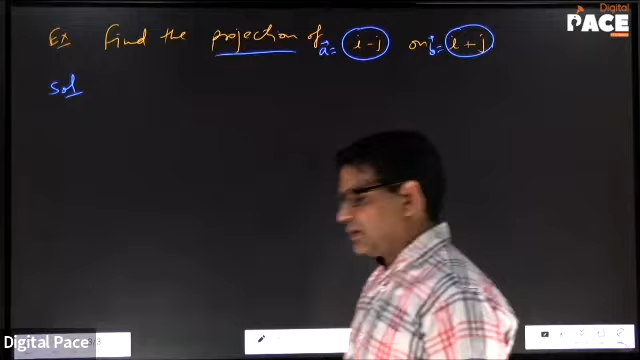 Ex Find the projection of a⃗ = i - j on b⃗ = i + j.
Sol
Digital PACE
Digital Pace